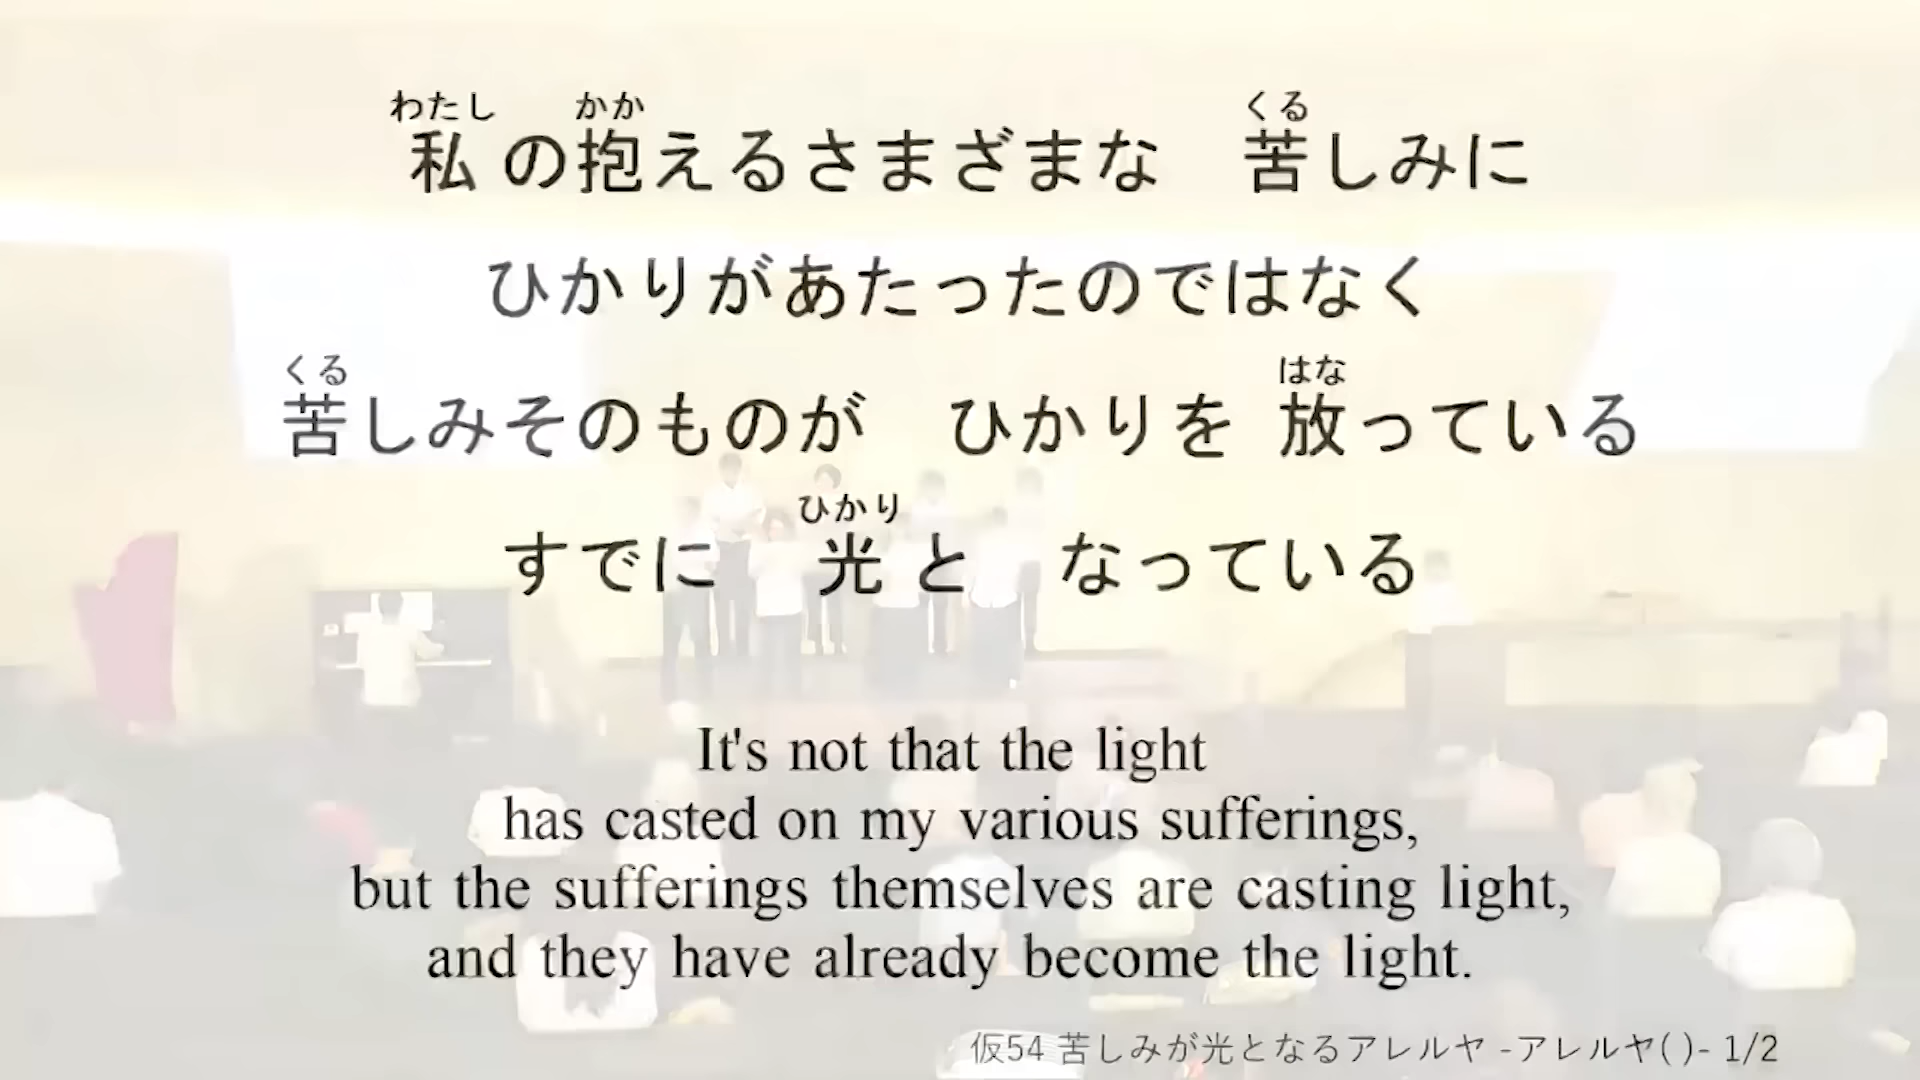 わたし かか くる
私の抱えるさまざまな 苦しみに
ひかりがあたったのではなく
くる はな
苦しみそのものが ひかりを 放っている
ひかり
すでに 光と なっている
It's not that the light
has casted on my various sufferings,
but the sufferings themselves are casting light,
and they have already become the light.
仮54 苦しみが光となるアレルヤ -アレルヤ( )- 1/2